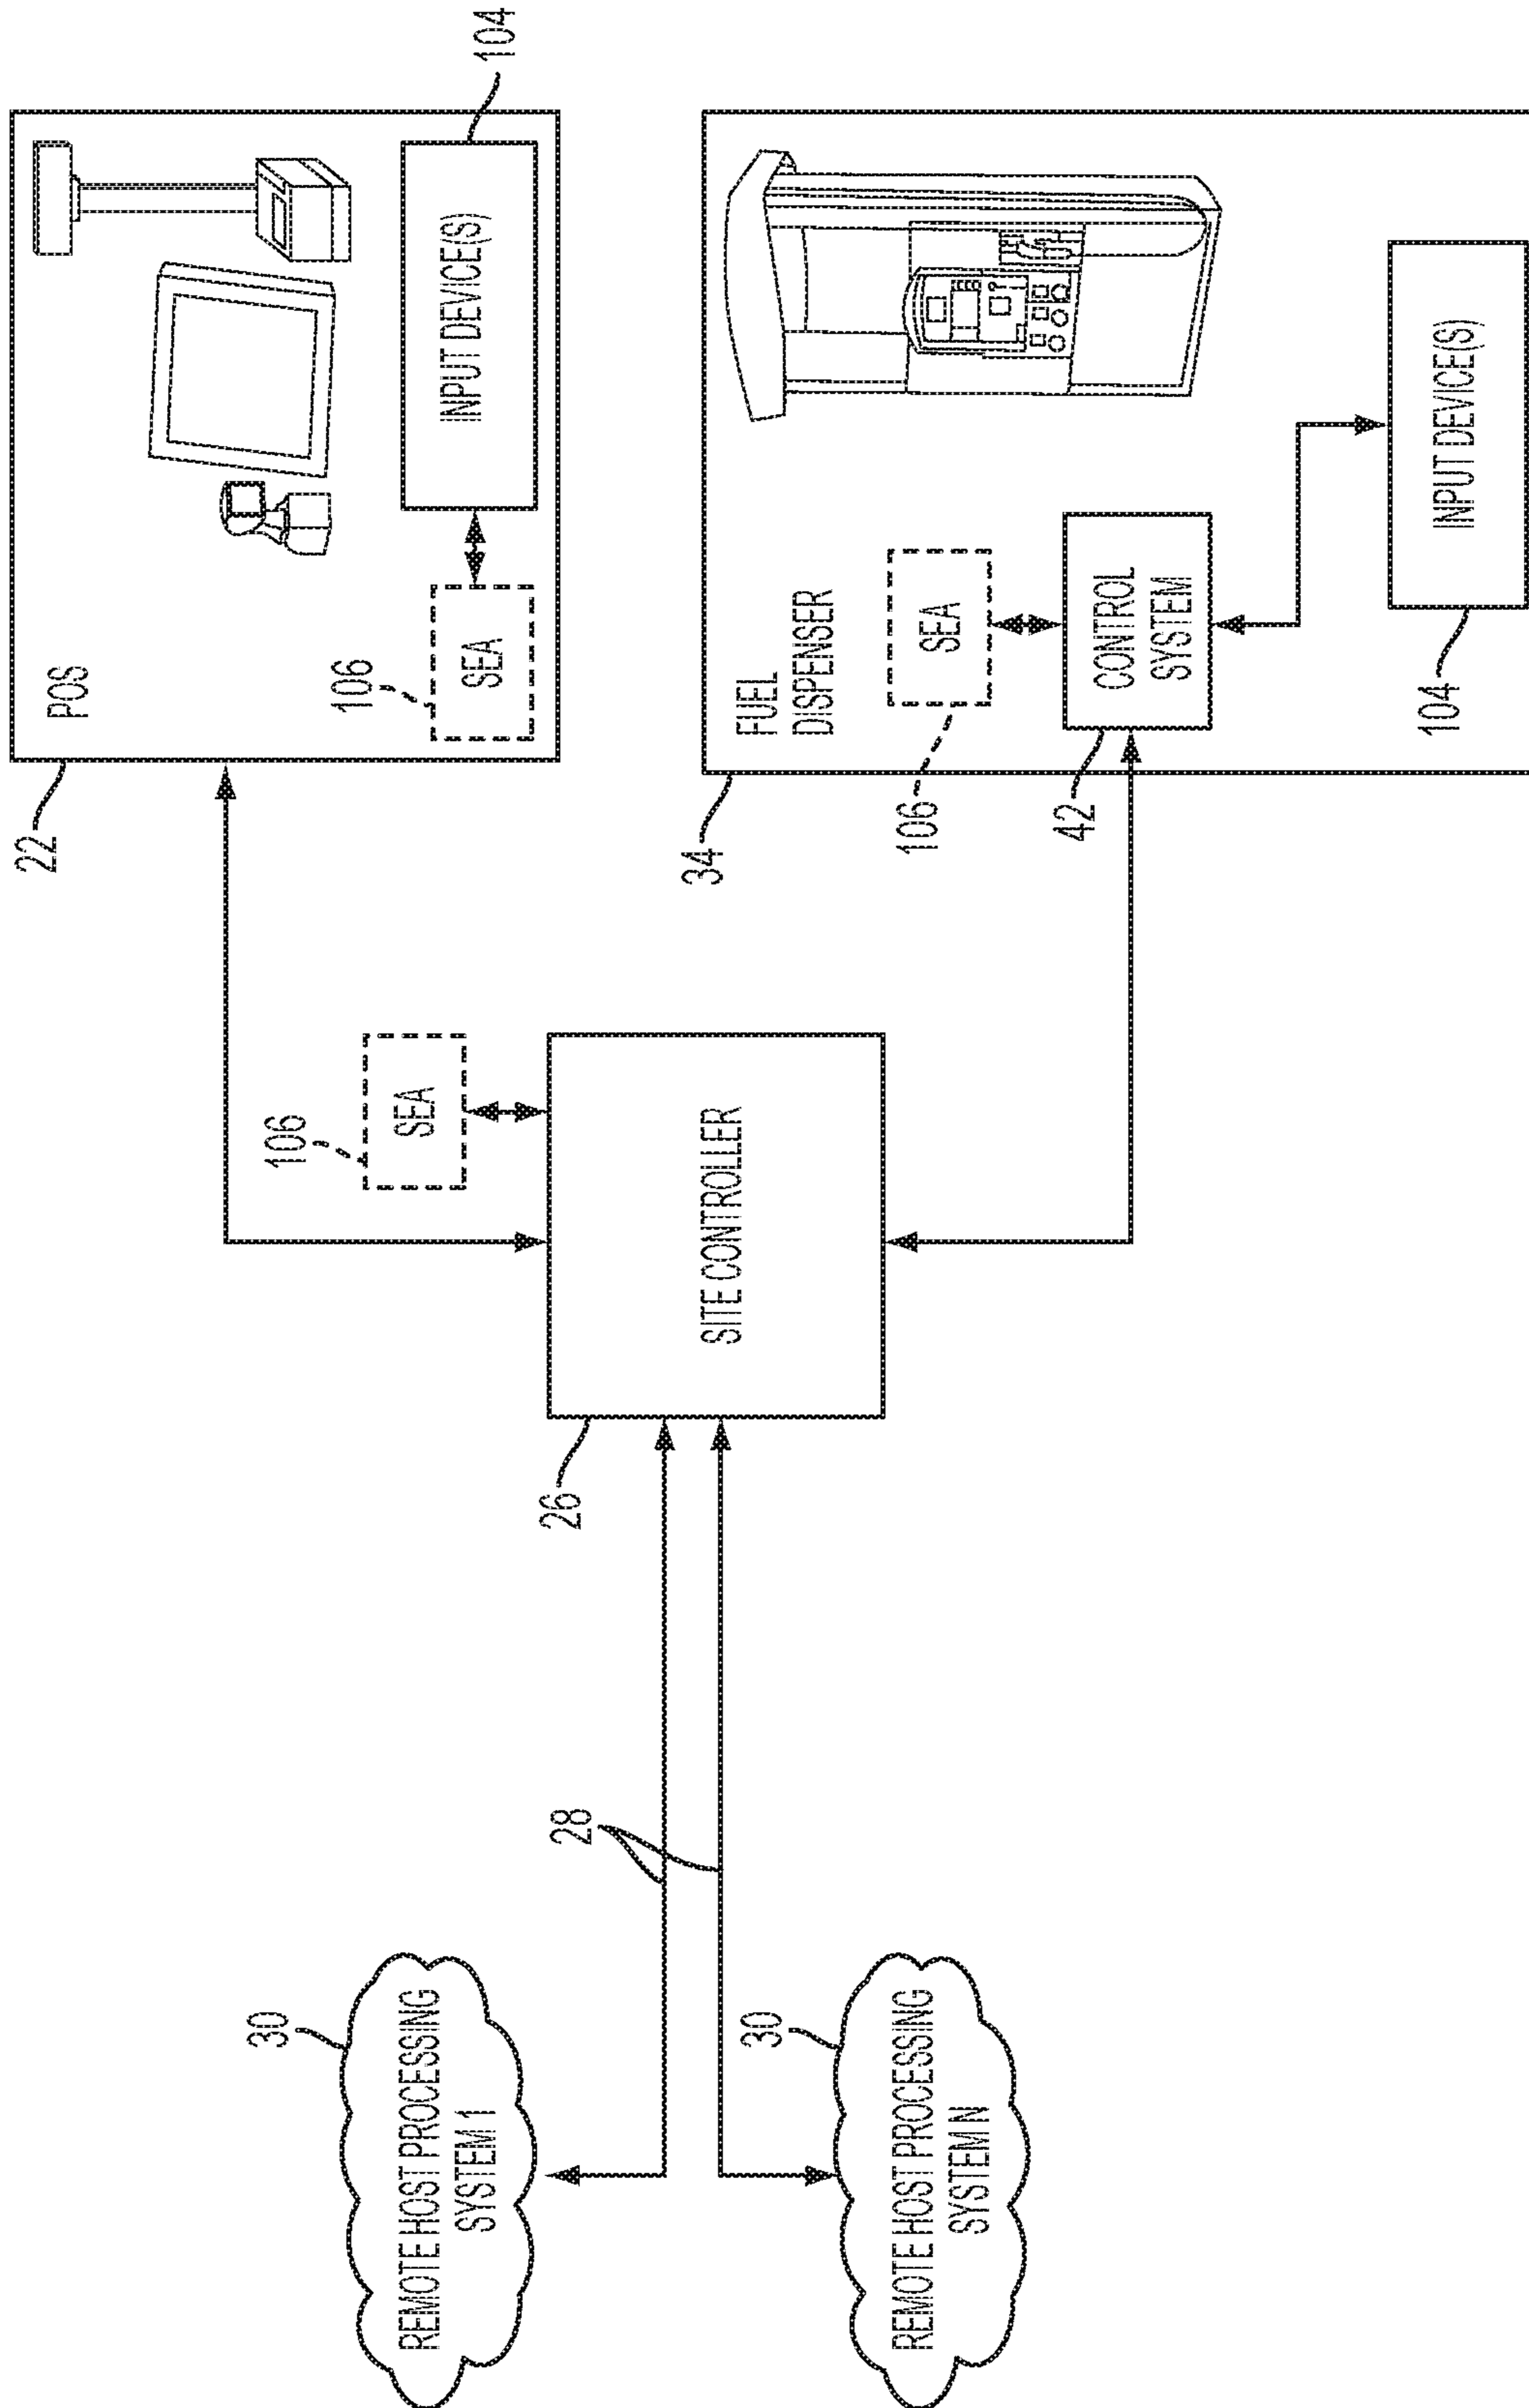 30
REMOTE HOST PROCESSING
SYSTEM 1
30
REMOTE HOST PROCESSING
SYSTEM N
28
26
SITE CONTROLLER
106
SEA
22
POS
106
SEA
INPUT DEVICE(S)
104
34
FUEL
DISPENSER
106
SEA
42
CONTROL
SYSTEM
104
INPUT DEVICE(S)